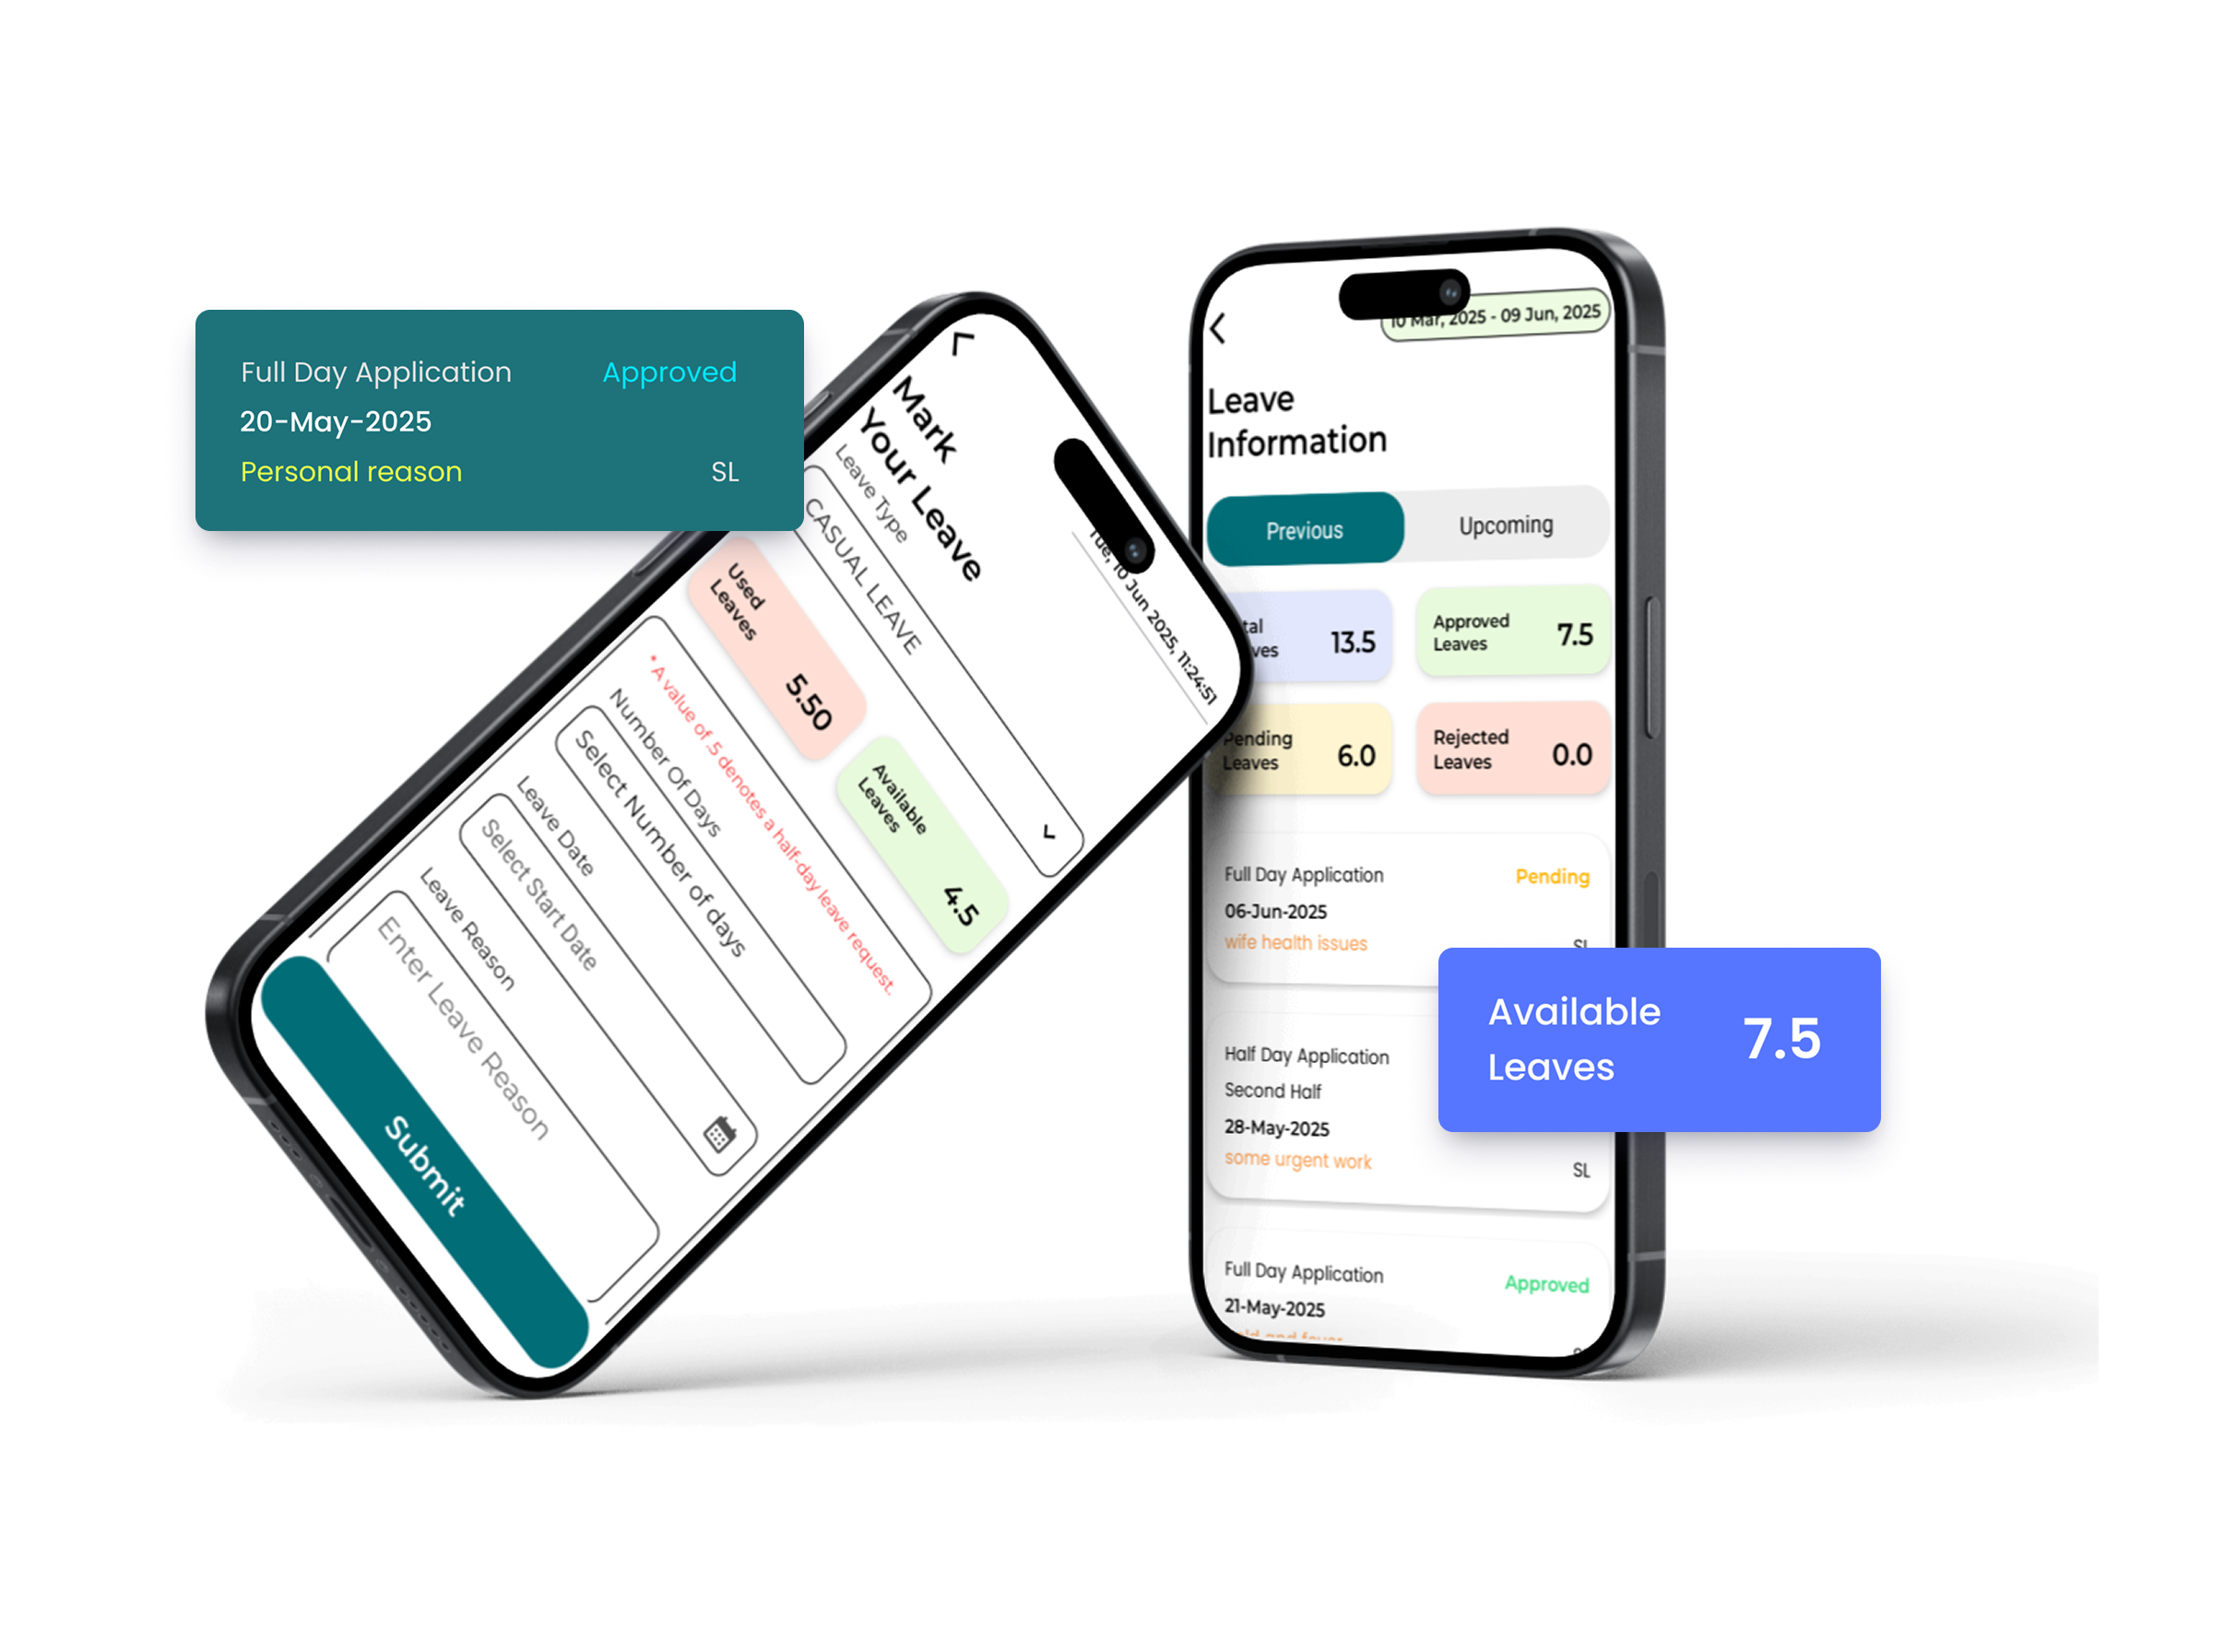 Full Day Application Approved
20-May-2025
Personal reason SL
Mark
Your Leave
Tue, 10 Jun 2025, 11:24:51
Leave Type
CASUAL LEAVE
Used
Leaves
5.50
Available
Leaves
4.5
* A value of .5 denotes a half-day leave request.
Number Of Days
Select Number of days
Leave Date
Select Start Date
Leave Reason
Enter Leave Reason
Submit
10 Mar, 2025 - 09 Jun, 2025
Leave
Information
Previous Upcoming
13.5
Approved
Leaves
7.5
Pending
Leaves
6.0
Rejected
Leaves
0.0
Full Day Application Pending
06-Jun-2025
wife health issues
SL
Available
Leaves
7.5
Half Day Application
Second Half
28-May-2025
some urgent work
SL
Full Day Application Approved
21-May-2025